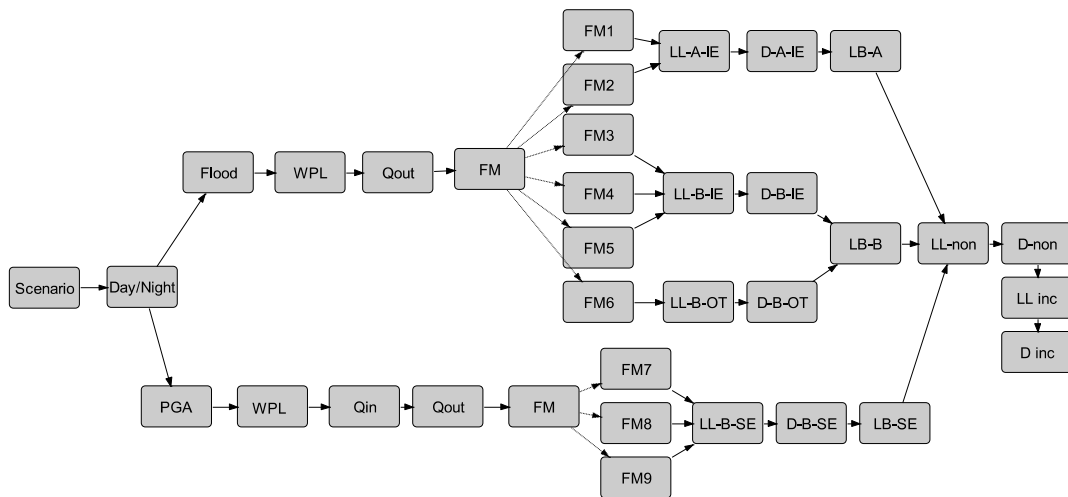 FM1
LL-A-IE
D-A-IE
LB-A
FM2
FM3
Flood
WPL
Qout
FM
FM4
LL-B-IE
D-B-IE
FM5
LB-B
LL-non
D-non
Scenario
Day/Night
FM6
LL-B-OT
D-B-OT
LL inc
D inc
FM7
PGA
WPL
Qin
Qout
FM
FM8
LL-B-SE
D-B-SE
LB-SE
FM9